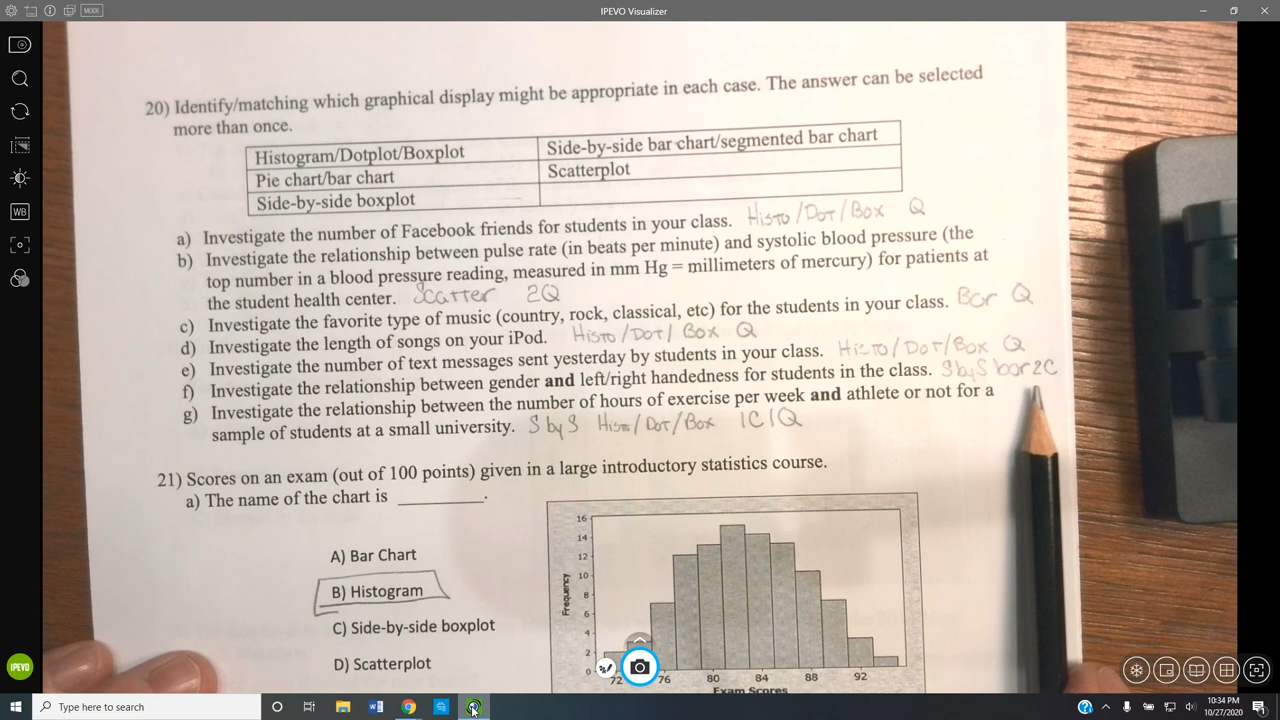 MODE
IPEVO Visualizer
20) Identify/matching which graphical display might be appropriate in each case. The answer can be selected
more than once.
Histogram/Dotplot/Boxplot
Side-by-side bar chart/segmented bar chart
Pie chart/bar chart
Scatterplot
Side-by-side boxplot
a) Investigate the number of Facebook friends for students in your class. Histo/Dot/Box Q
b) Investigate the relationship between pulse rate (in beats per minute) and systolic blood pressure (the
top number in a blood pressure reading, measured in mm Hg = millimeters of mercury) for patients at
the student health center. Scatter 2Q
c) Investigate the favorite type of music (country, rock, classical, etc) for the students in your class. Bar Q
d) Investigate the length of songs on your iPod. Histo/Dot/Box Q
e) Investigate the number of text messages sent yesterday by students in your class. Histo/Dot/Box Q
f) Investigate the relationship between gender and left/right handedness for students in the class. S by S bar 2C
g) Investigate the relationship between the number of hours of exercise per week and athlete or not for a
sample of students at a small university. S by S Histo/Dot/Box 1C1Q
21) Scores on an exam (out of 100 points) given in a large introductory statistics course.
a) The name of the chart is ________.
A) Bar Chart
B) Histogram
C) Side-by-side boxplot
D) Scatterplot
16
14
12
10
8
6
4
2
0
Frequency
72 76 80 84 88 92
Exam Scores
WB
IPEVO
Type here to search
10:34 PM
10/27/2020